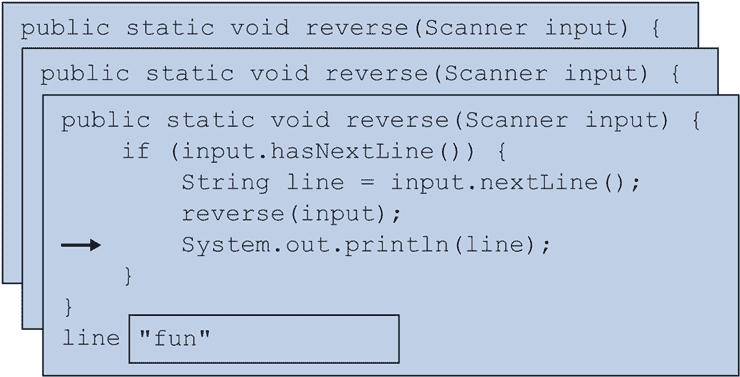 public static void reverse(Scanner input) {
public static void reverse(Scanner input) {
public static void reverse(Scanner input) {
    if (input.hasNextLine()) {
        String line = input.nextLine();
        reverse(input);
        System.out.println(line);
    }
}
line "fun"